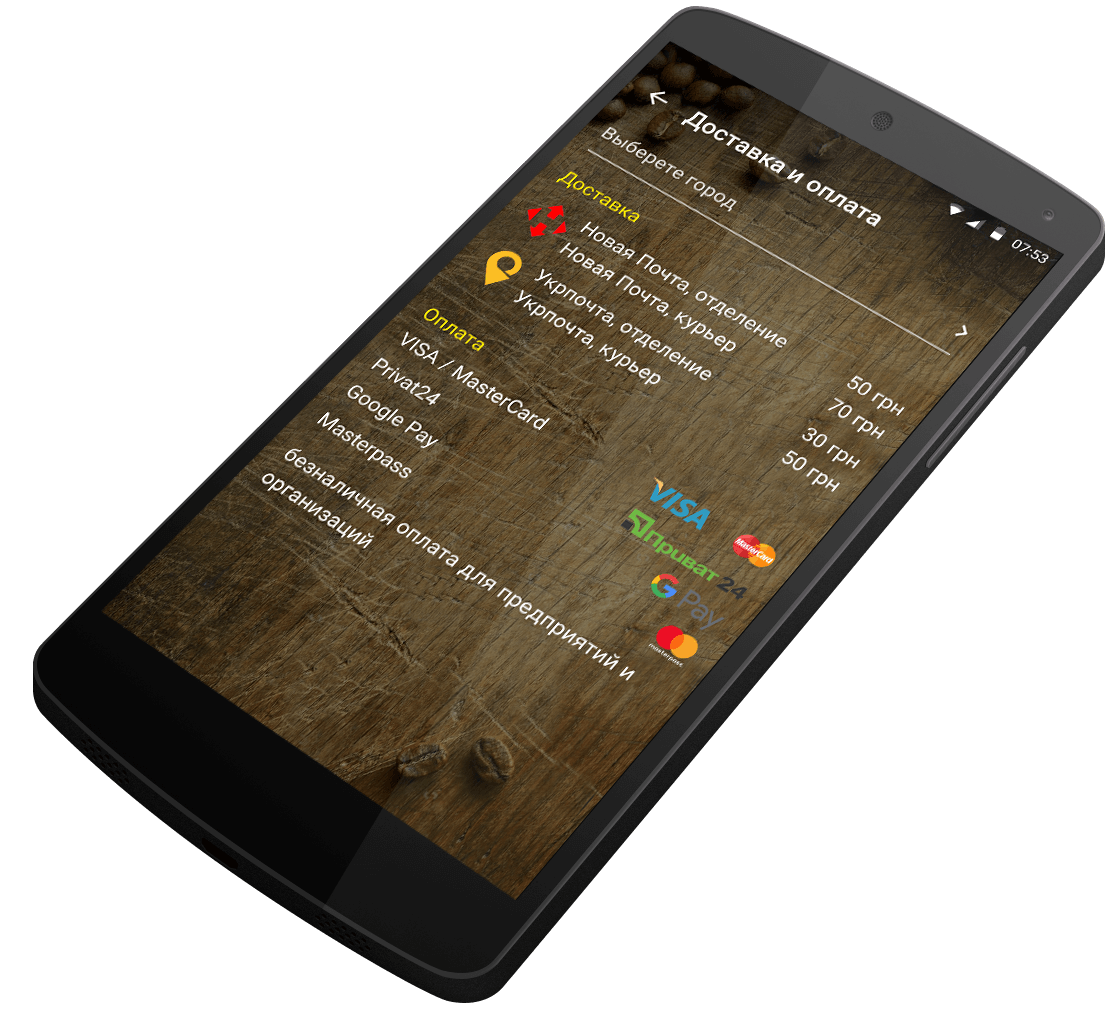 07:53
Доставка и оплата
Выберете город
Доставка
Новая Почта, отделение 50 грн
Новая Почта, курьер 70 грн
Укрпочта, отделение 30 грн
Укрпочта, курьер 50 грн
Оплата
VISA / MasterCard VISA MasterCard
Privat24 Приват 24
Google Pay G Pay
Masterpass masterpass
безналичная оплата для предприятий и
организаций